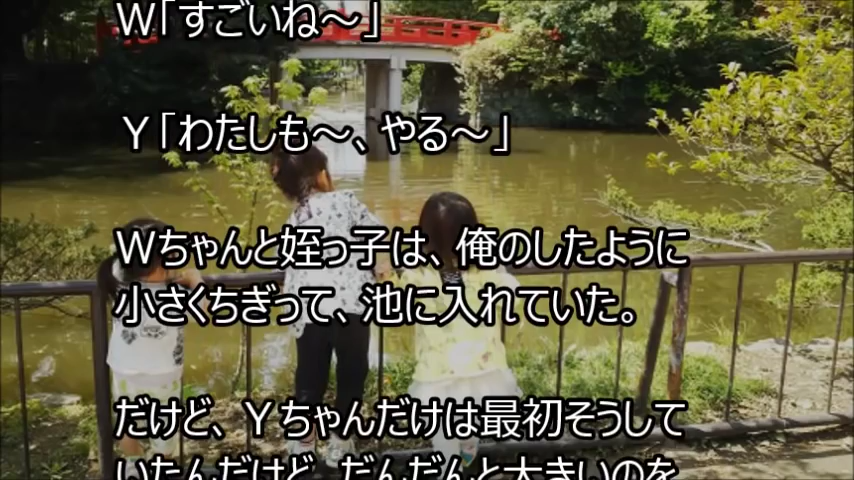 W「すごいね〜」
Y「わたしも〜、やる〜」
Wちゃんと姪っ子は、俺のしたように
小さくちぎって、池に入れていた。
だけど、Yちゃんだけは最初そうして
いたんだけど、だんだんと大きいのを